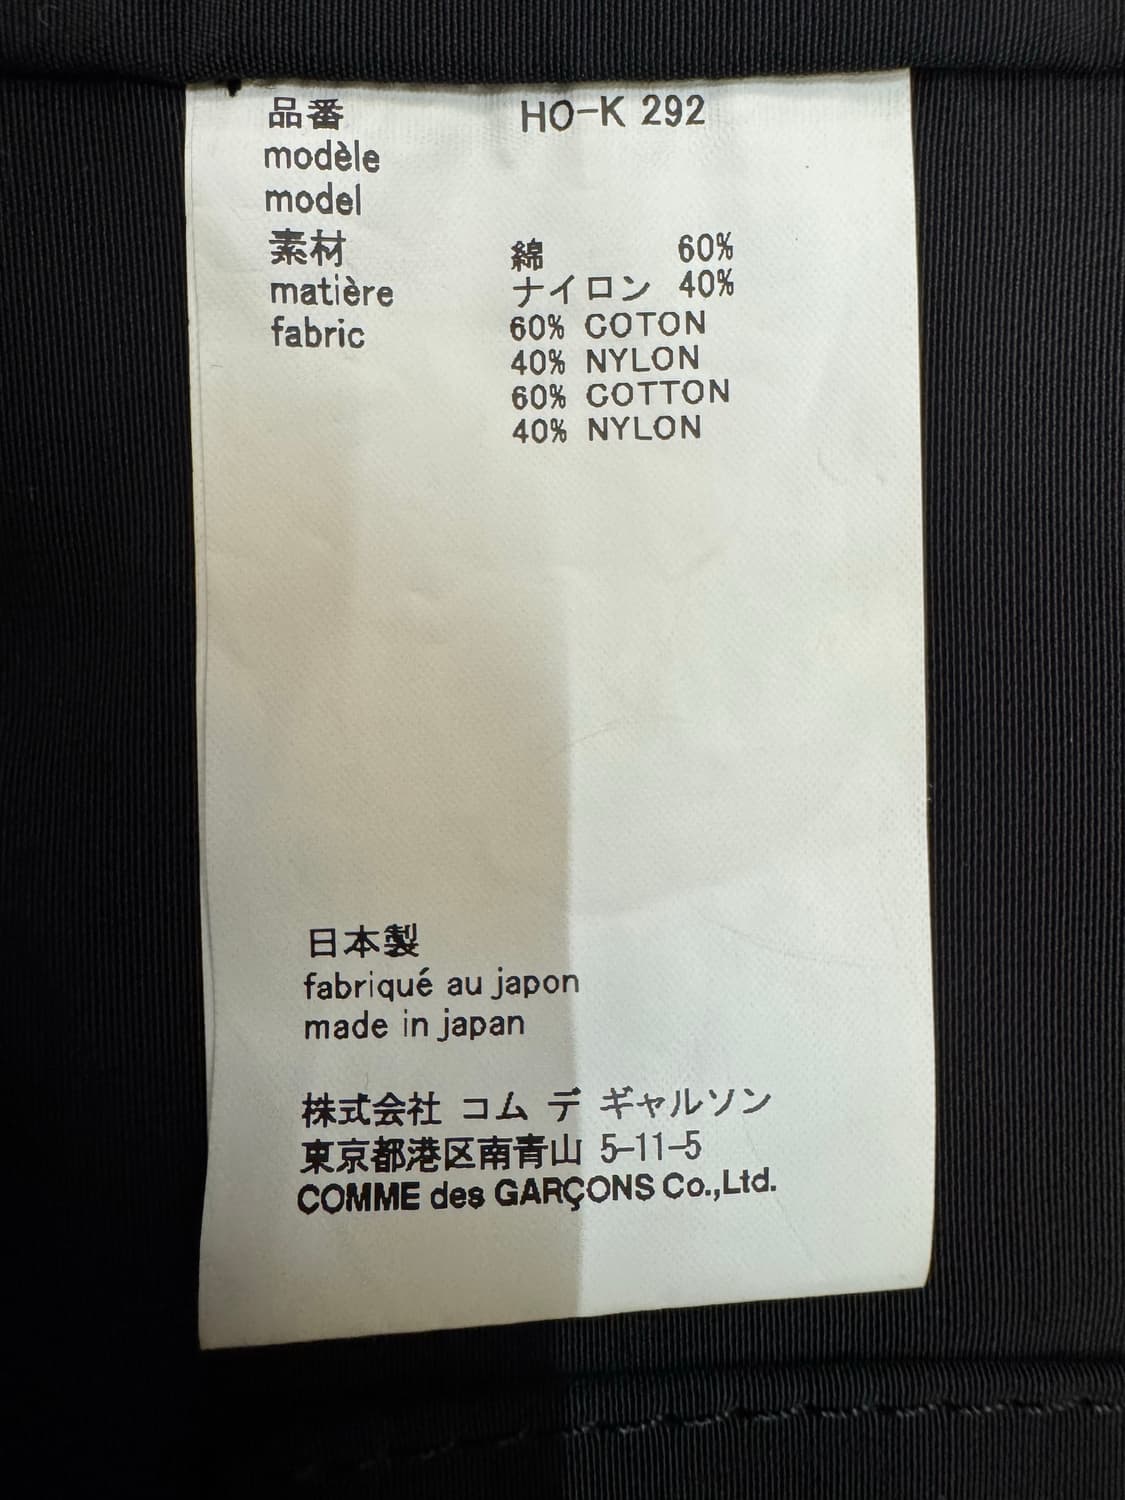 品番 HO-K 292
modèle
model
素材 綿 60%
matière ナイロン 40%
fabric 60% COTON
40% NYLON
60% COTTON
40% NYLON
日本製
fabriqué au japon
made in japan
株式会社 コム デ ギャルソン
東京都港区南青山 5-11-5
COMME des GARÇONS Co.,Ltd.